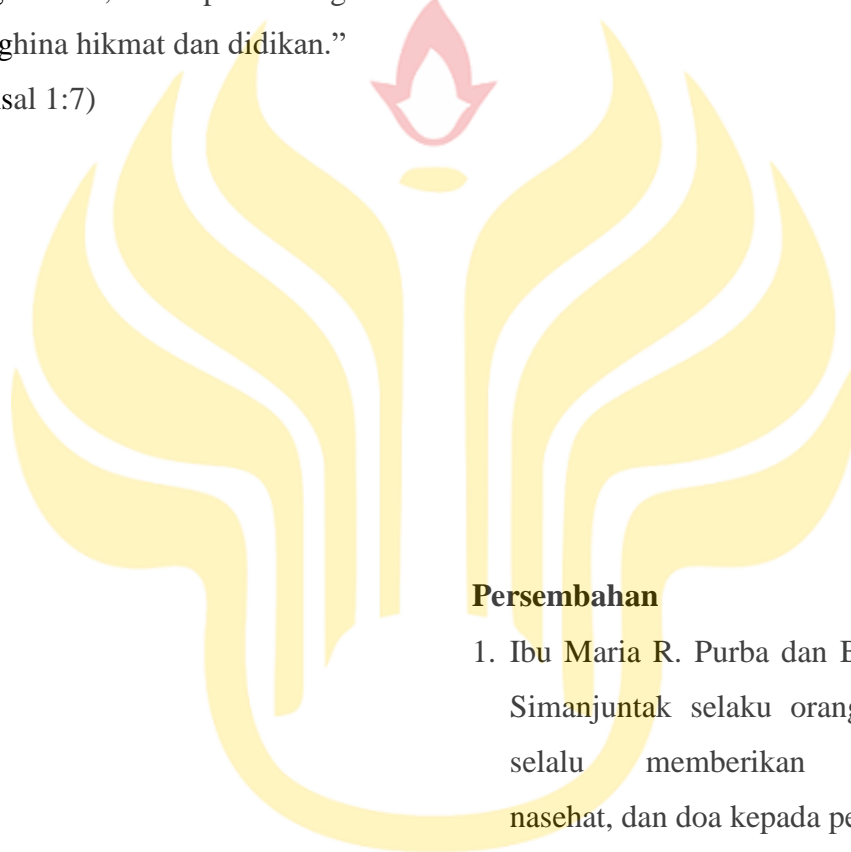 ghina hikmat dan didikan.”
sal 1:7)
Persembahan
1. Ibu Maria R. Purba dan
Simanjuntak selaku orang
selalu memberikan
nasehat, dan doa kepada pe